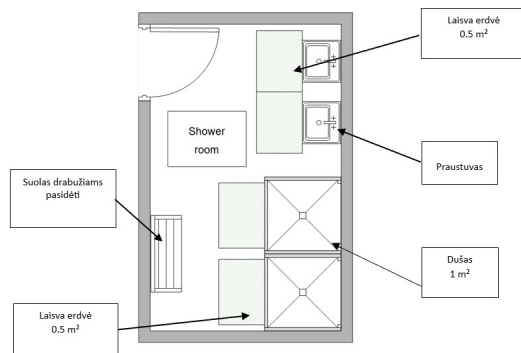 Laisva erdvė
0.5 m²
Shower
room
Praustuvas
Suolas drabužiams
pasidėti
Dušas
1 m²
Laisva erdvė
0.5 m²